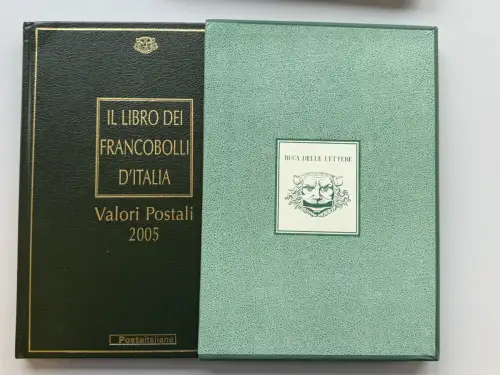 IL LIBRO DEI
FRANCOBOLLI
D'ITALIA
Valori Postali
2005
Posteitaliane
BUCA DELLE LETTERE